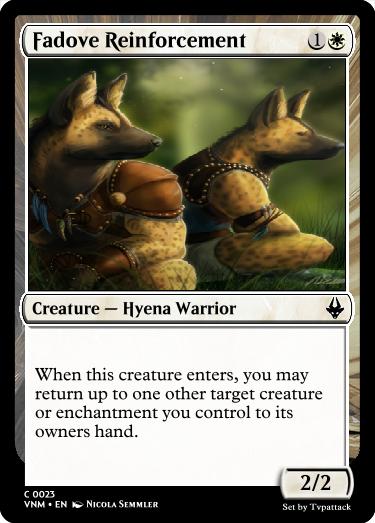 Fadove Reinforcement 1
Creature — Hyena Warrior
When this creature enters, you may
return up to one other target creature
or enchantment you control to its
owners hand.
2/2
C 0023
VNM • EN Nicola Semmler
Set by Tvpattack